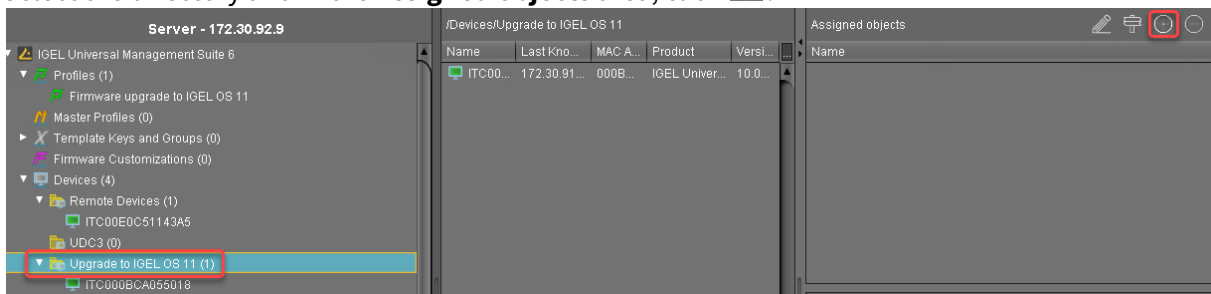 Server - 172.30.92.9
IGEL Universal Management Suite 6
Profiles (1)
Firmware upgrade to IGEL OS 11
Master Profiles (0)
Template Keys and Groups (0)
Firmware Customizations (0)
Devices (4)
Remote Devices (1)
ITC00E0C51143A5
UDC3 (0)
Upgrade to IGEL OS 11 (1)
ITC000BCA055018
/Devices/Upgrade to IGEL OS 11
Name Last Kno... MAC A... Product Versi... ...
ITC00... 172.30.91... 000B... IGEL Univer... 10.0...
Assigned objects
Name